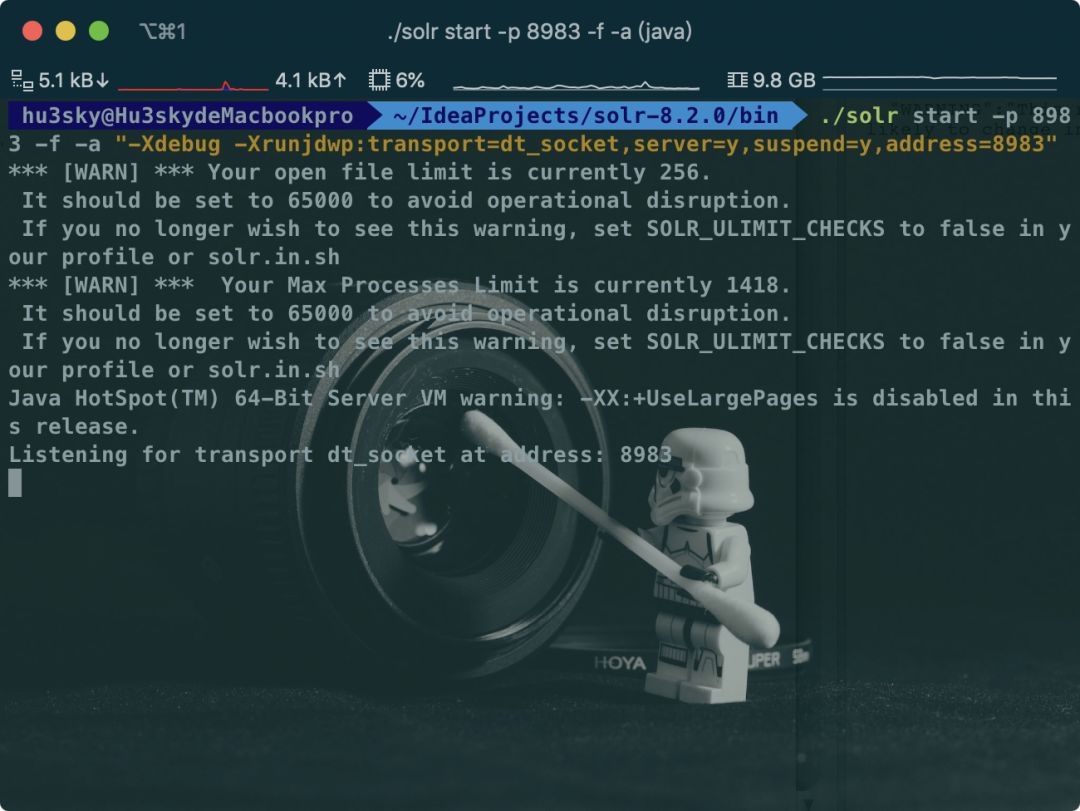 ⌥⌘1 ./solr start -p 8983 -f -a (java)
5.1 kB↓ 4.1 kB↑ 6% 9.8 GB
hu3sky@Hu3skydeMacbookpro ~/IdeaProjects/solr-8.2.0/bin ./solr start -p 898
3 -f -a "-Xdebug -Xrunjdwp:transport=dt_socket,server=y,suspend=y,address=8983"
*** [WARN] *** Your open file limit is currently 256.
It should be set to 65000 to avoid operational disruption.
If you no longer wish to see this warning, set SOLR_ULIMIT_CHECKS to false in y
our profile or solr.in.sh
*** [WARN] ***  Your Max Processes Limit is currently 1418.
It should be set to 65000 to avoid operational disruption.
If you no longer wish to see this warning, set SOLR_ULIMIT_CHECKS to false in y
our profile or solr.in.sh
Java HotSpot(TM) 64-Bit Server VM warning: -XX:+UseLargePages is disabled in thi
s release.
Listening for transport dt_socket at address: 8983
HOYA